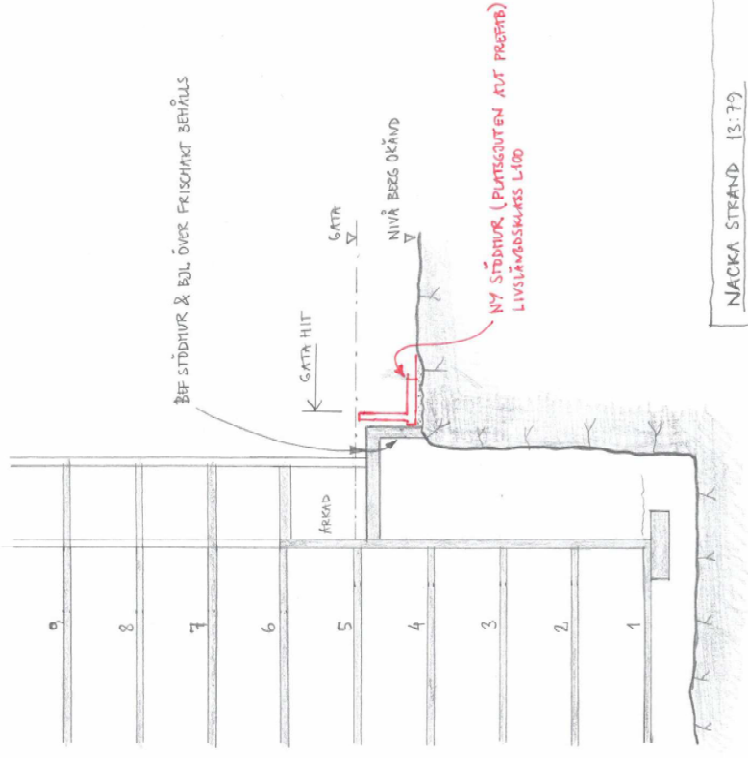 BEF STÖDMUR & BJL ÖVER FRISCHAKT BEHÅLLS
GATA
NIVÅ BERG OKÄND
GATA HIT
NY STÖDMUR (PLATSGJUTEN ALT PREFAB)
LIVSLÄNGDSKLASS L100
ARKAD
9
8
7
6
5
4
3
2
1
NACKA STRAND 13:79